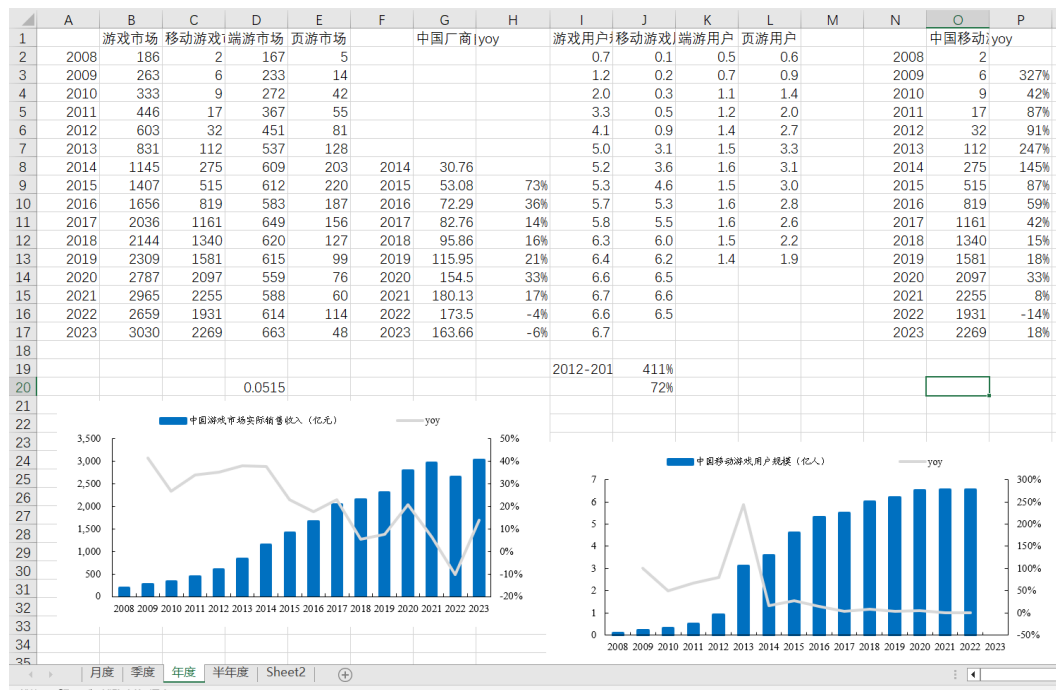 A B C D E F G H I J K L M N O P
1 游戏市场 移动游戏 端游市场 页游市场 中国厂商 yoy 游戏用户 移动游戏 端游用户 页游用户 中国移动 yoy
2 2008 186 2 167 5 0.7 0.1 0.5 0.6 2008 2
3 2009 263 6 233 14 1.2 0.2 0.7 0.9 2009 6 327%
4 2010 333 9 272 42 2.0 0.3 1.1 1.4 2010 9 42%
5 2011 446 17 367 55 3.3 0.5 1.2 2.0 2011 17 87%
6 2012 603 32 451 81 4.1 0.9 1.4 2.7 2012 32 91%
7 2013 831 112 537 128 5.0 3.1 1.5 3.3 2013 112 247%
8 2014 1145 275 609 203 2014 30.76 5.2 3.6 1.6 3.1 2014 275 145%
9 2015 1407 515 612 220 2015 53.08 73% 5.3 4.6 1.5 3.0 2015 515 87%
10 2016 1656 819 583 187 2016 72.29 36% 5.7 5.3 1.6 2.8 2016 819 59%
11 2017 2036 1161 649 156 2017 82.76 14% 5.8 5.5 1.6 2.6 2017 1161 42%
12 2018 2144 1340 620 127 2018 95.86 16% 6.3 6.0 1.5 2.2 2018 1340 15%
13 2019 2309 1581 615 99 2019 115.95 21% 6.4 6.2 1.4 1.9 2019 1581 18%
14 2020 2787 2097 559 76 2020 154.5 33% 6.6 6.5 2020 2097 33%
15 2021 2965 2255 588 60 2021 180.13 17% 6.7 6.6 2021 2255 8%
16 2022 2659 1931 614 114 2022 173.5 -4% 6.6 6.5 2022 1931 -14%
17 2023 3030 2269 663 48 2023 163.66 -6% 6.7 2023 2269 18%
18
19 2012-201 411%
20 0.0515 72%
21
22
23
24
25
26
27
28
29
30
31
32
33
34
35
中国游戏市场实际销售收入（亿元） yoy
3,500 50%
3,000 40%
2,500 30%
2,000 20%
1,500 10%
1,000 0%
500 -10%
0 -20%
2008 2009 2010 2011 2012 2013 2014 2015 2016 2017 2018 2019 2020 2021 2022 2023
中国移动游戏用户规模（亿人） yoy
7 300%
6 250%
5 200%
4 150%
3 100%
2 50%
1 0%
0 -50%
2008 2009 2010 2011 2012 2013 2014 2015 2016 2017 2018 2019 2020 2021 2022 2023
月度 季度 年度 半年度 Sheet2